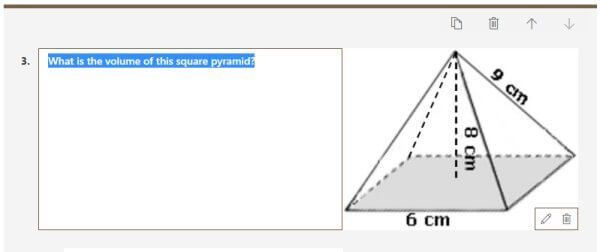 3. What is the volume of this square pyramid?
9 cm
8 cm
6 cm